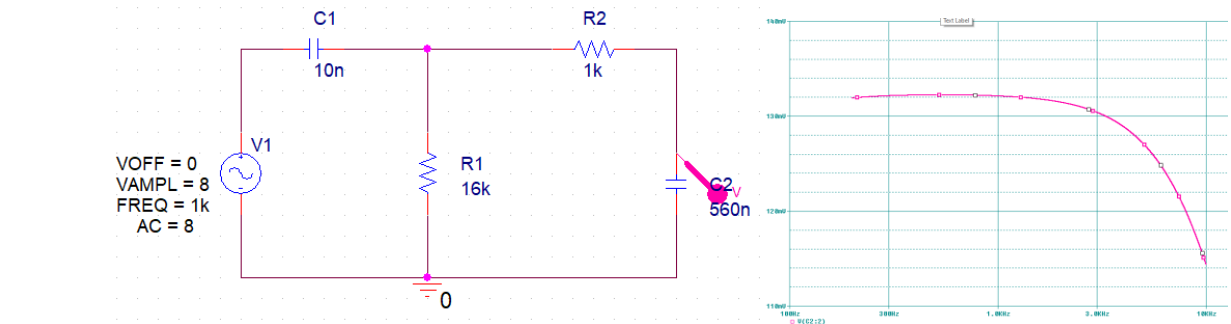 C1
10n
R2
1k
V1
VOFF = 0
VAMPL = 8
FREQ = 1k
AC = 8
R1
16k
C2
V
560n
0
Text Label
140mV
130mV
120mV
110mV
100Hz
300Hz
1.0KHz
3.0KHz
10KHz
V(C2:2)